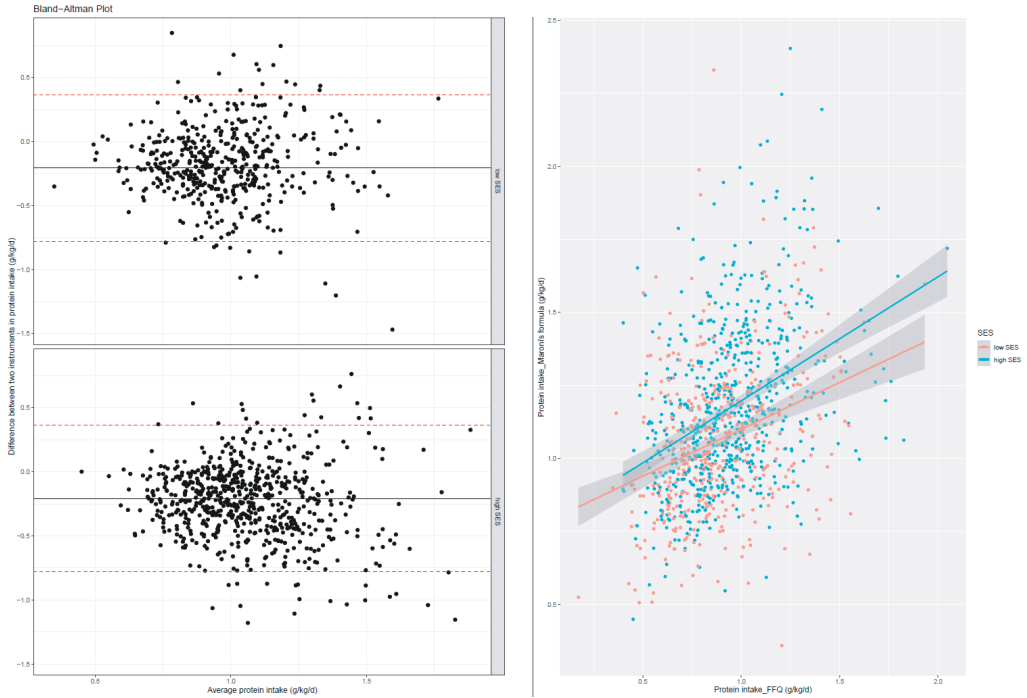 Bland−Altman Plot
Difference between two instruments in protein intake (g/kg/d)
0.5
0.0
−0.5
−1.0
−1.5
low SES
0.5
0.0
−0.5
−1.0
−1.5
high SES
0.5
1.0
1.5
Average protein intake (g/kg/d)
Protein intake_Maroni's formula (g/kg/d)
2.5
2.0
1.5
1.0
0.5
0.5
1.0
1.5
2.0
Protein intake_FFQ (g/kg/d)
SES
low SES
high SES